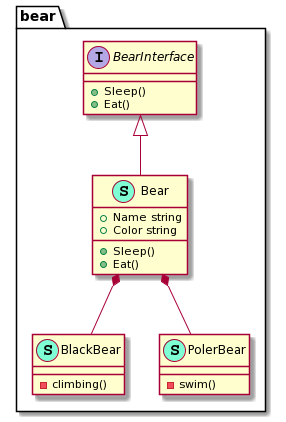 bear
I BearInterface
Sleep()
Eat()
S Bear
Name string
Color string
Sleep()
Eat()
S BlackBear
climbing()
S PolerBear
swim()